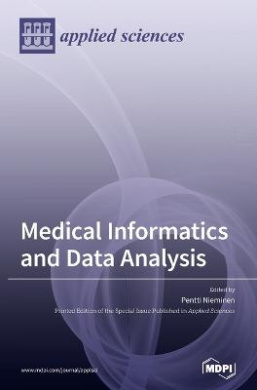 applied sciences
Medical Informatics
and Data Analysis
Edited by
Pentti Nieminen
Printed Edition of the Special Issue Published in Applied Sciences
www.mdpi.com/journal/applsci
MDPI